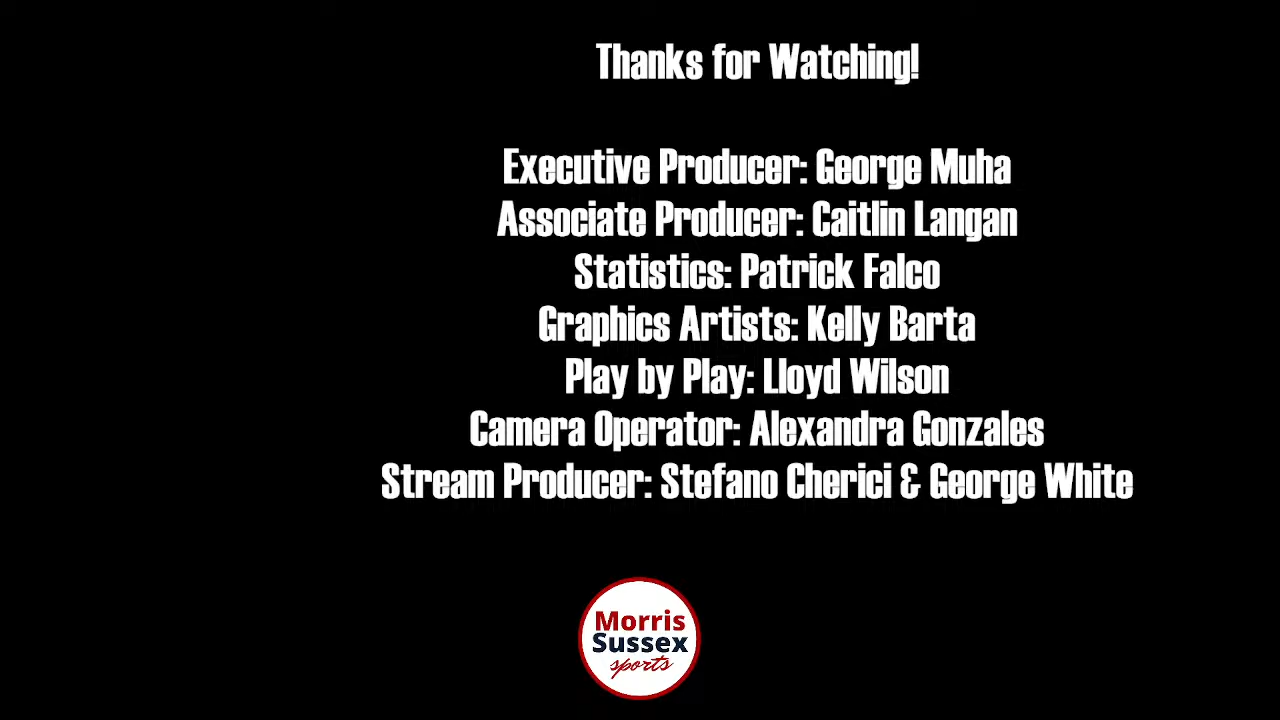 Thanks for Watching!
Executive Producer: George Muha
Associate Producer: Caitlin Langan
Statistics: Patrick Falco
Graphics Artists: Kelly Barta
Play by Play: Lloyd Wilson
Camera Operator: Alexandra Gonzales
Stream Producer: Stefano Cherici & George White
Morris
Sussex
sports